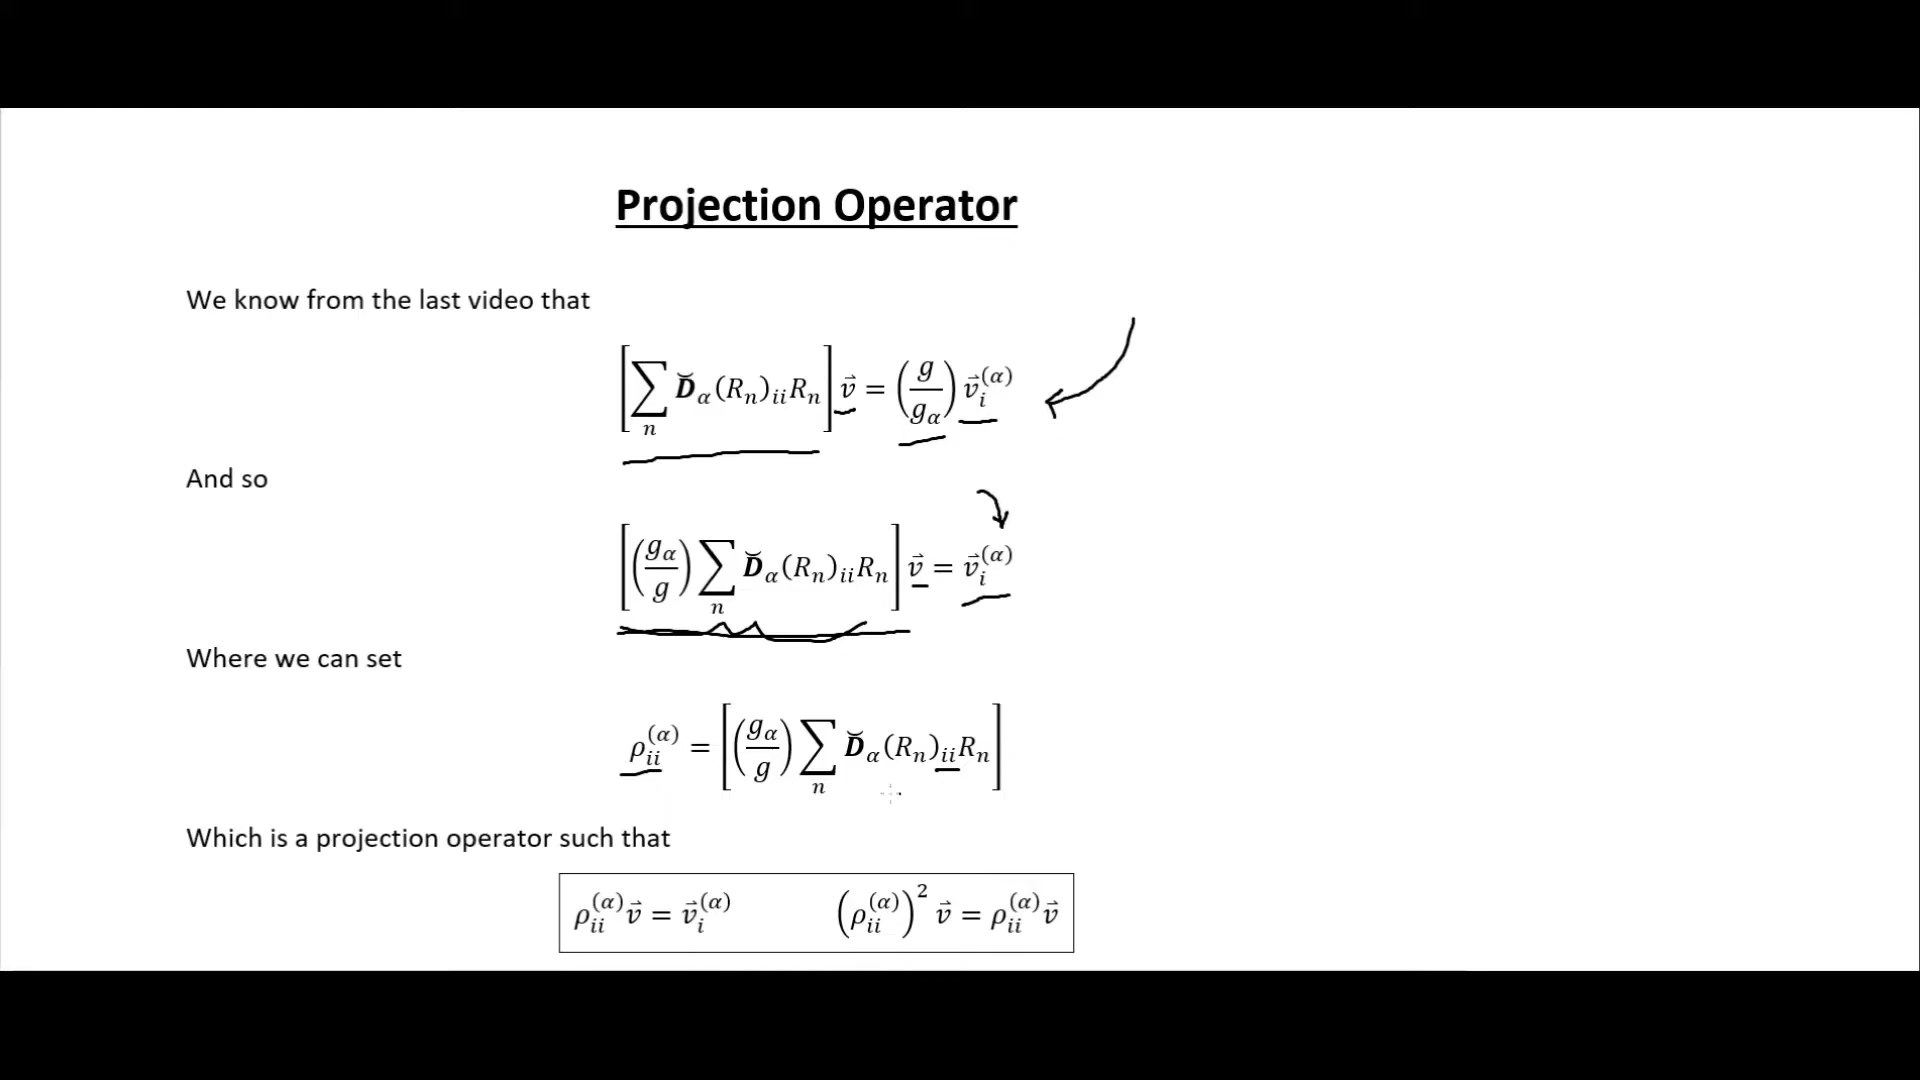 Projection Operator
We know from the last video that
[∑ₙ D̆_α(Rₙ)ᵢᵢRₙ] v⃗ = (g/g_α) v⃗ᵢ^(α)
And so
[(g_α/g) ∑ₙ D̆_α(Rₙ)ᵢᵢRₙ] v⃗ = v⃗ᵢ^(α)
Where we can set
ρᵢᵢ^(α) = [(g_α/g) ∑ₙ D̆_α(Rₙ)ᵢᵢRₙ]
Which is a projection operator such that
ρᵢᵢ^(α) v⃗ = v⃗ᵢ^(α) (ρᵢᵢ^(α))² v⃗ = ρᵢᵢ^(α) v⃗